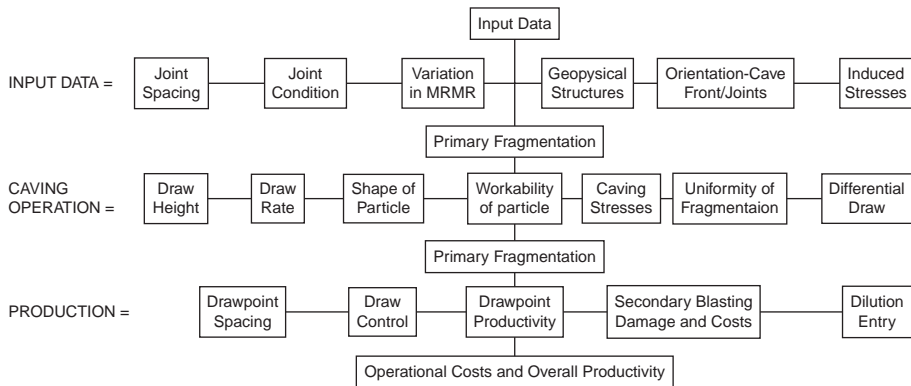 Input Data
INPUT DATA =
Joint
Spacing
Joint
Condition
Variation
in MRMR
Geopysical
Structures
Orientation-Cave
Front/Joints
Induced
Stresses
Primary Fragmentation
CAVING
OPERATION =
Draw
Height
Draw
Rate
Shape of
Particle
Workability
of particle
Caving
Stresses
Uniformity of
Fragmentaion
Differential
Draw
Primary Fragmentation
PRODUCTION =
Drawpoint
Spacing
Draw
Control
Drawpoint
Productivity
Secondary Blasting
Damage and Costs
Dilution
Entry
Operational Costs and Overall Productivity